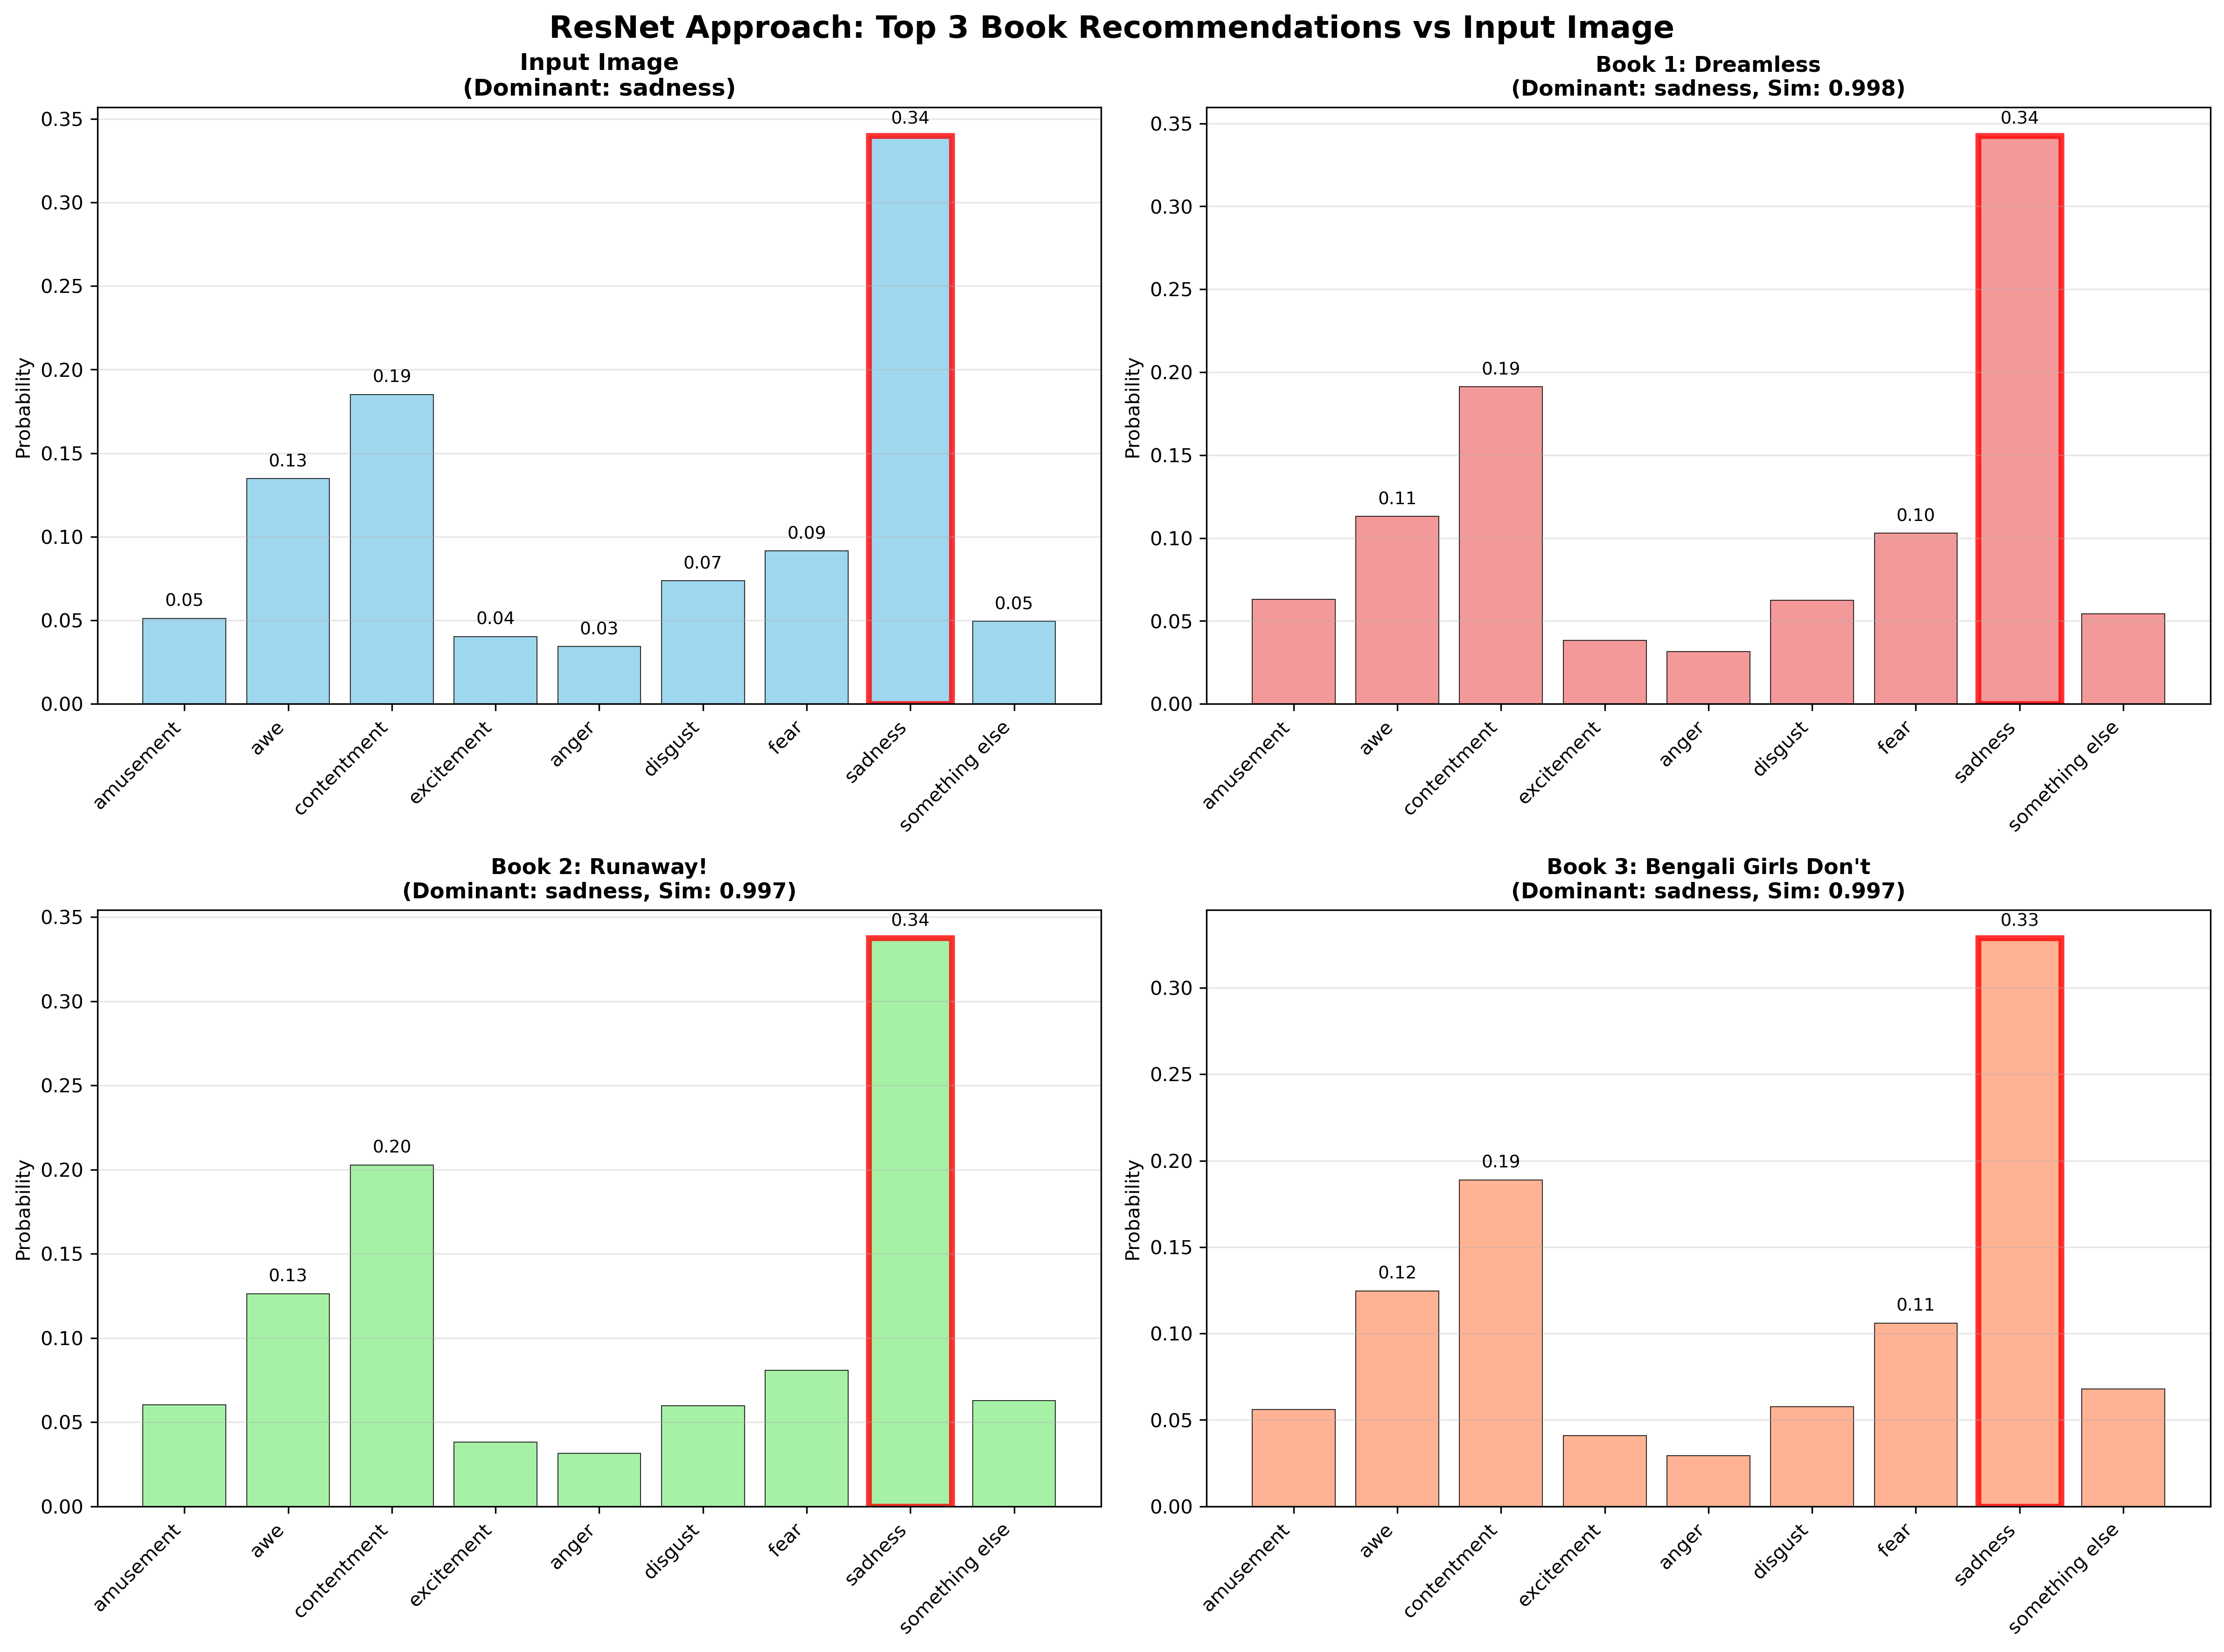 ResNet Approach: Top 3 Book Recommendations vs Input Image
Input Image
(Dominant: sadness)
Probability
0.35
0.30
0.25
0.20
0.15
0.10
0.05
0.00
0.05
0.13
0.19
0.04
0.03
0.07
0.09
0.34
0.05
amusement
awe
contentment
excitement
anger
disgust
fear
sadness
something else
Book 1: Dreamless
(Dominant: sadness, Sim: 0.998)
Probability
0.35
0.30
0.25
0.20
0.15
0.10
0.05
0.00
0.11
0.19
0.10
0.34
amusement
awe
contentment
excitement
anger
disgust
fear
sadness
something else
Book 2: Runaway!
(Dominant: sadness, Sim: 0.997)
Probability
0.35
0.30
0.25
0.20
0.15
0.10
0.05
0.00
0.13
0.20
0.34
amusement
awe
contentment
excitement
anger
disgust
fear
sadness
something else
Book 3: Bengali Girls Don't
(Dominant: sadness, Sim: 0.997)
Probability
0.30
0.25
0.20
0.15
0.10
0.05
0.00
0.12
0.19
0.11
0.33
amusement
awe
contentment
excitement
anger
disgust
fear
sadness
something else